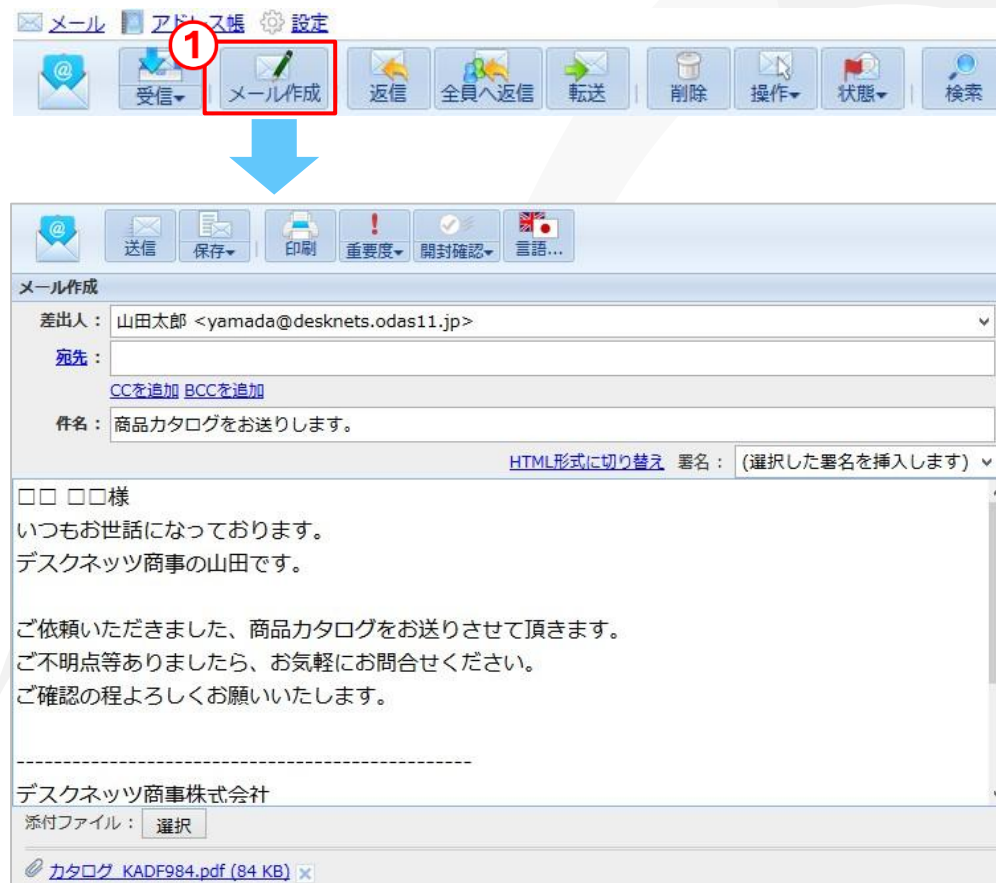 メール アドレス帳 設定
①
受信▾ メール作成 返信 全員へ返信 転送 削除 操作▾ 状態▾ 検索
送信 保存▾ 印刷 重要度▾ 開封確認▾ 言語...
メール作成
差出人： 山田太郎 <yamada@desknets.odas11.jp>
宛先：
CCを追加 BCCを追加
件名： 商品カタログをお送りします。
HTML形式に切り替え 署名： (選択した署名を挿入します)
□□ □□様
いつもお世話になっております。
デスクネッツ商事の山田です。
ご依頼いただきました、商品カタログをお送りさせて頂きます。
ご不明点等ありましたら、お気軽にお問合せください。
ご確認の程よろしくお願いいたします。
-------------------------------------------------
デスクネッツ商事株式会社
添付ファイル： 選択
カタログ_KADF984.pdf (84 KB)